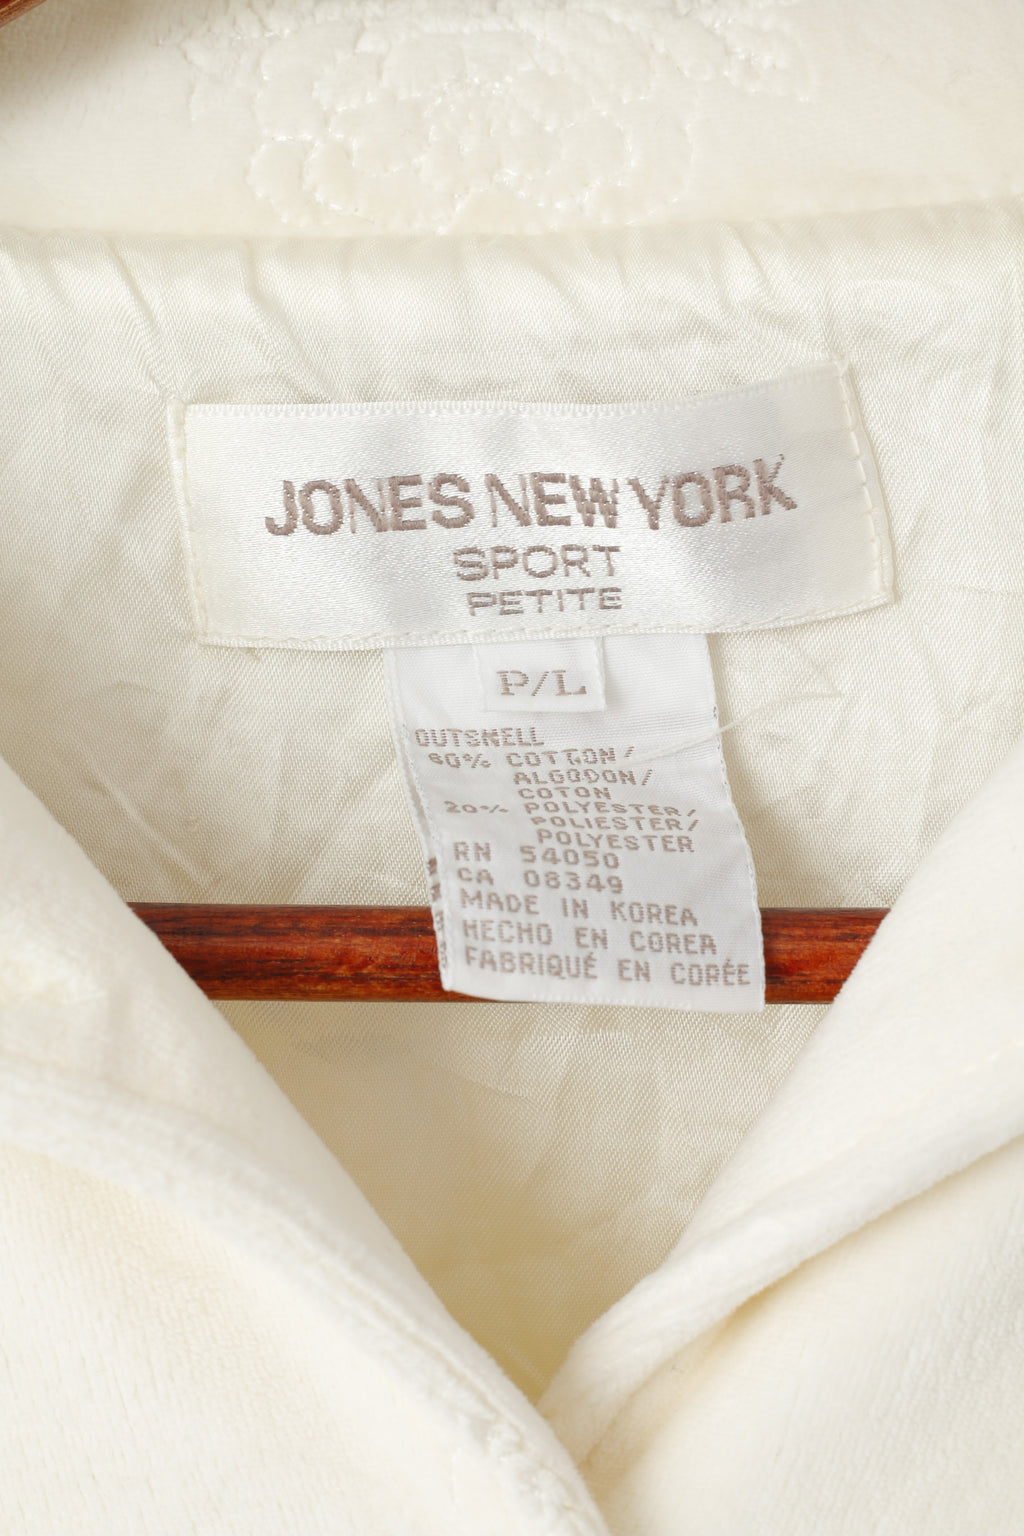 JONES NEW YORK
SPORT
PETITE
P/L
OUTSHELL
80% COTTON/
ALGODON/
COTON
20% POLYESTER/
POLIESTER/
POLYESTER
RN 54050
CA 08349
MADE IN KOREA
HECHO EN COREA
FABRIQUÉ EN CORÉE